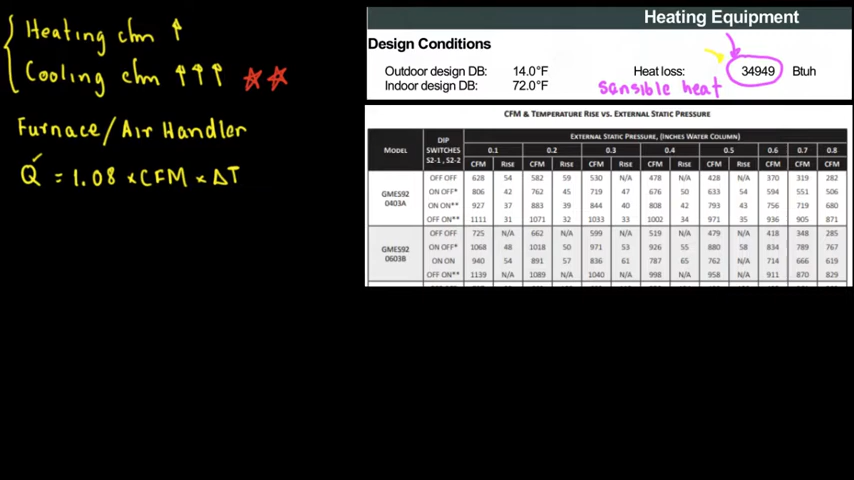 Heating cfm ↑
Cooling cfm ↑↑↑
Furnace/Air Handler
Q = 1.08 × CFM × ΔT
Heating Equipment
Design Conditions
Outdoor design DB: 14.0°F Heat loss: 34949 Btuh
Indoor design DB: 72.0°F sensible heat
CFM & TEMPERATURE RISE VS. EXTERNAL STATIC PRESSURE
MODEL DIP SWITCHES S2-1, S2-2 EXTERNAL STATIC PRESSURE, (INCHES WATER COLUMN)
0.1 0.2 0.3 0.4 0.5 0.6 0.7 0.8
CFM RISE CFM RISE CFM RISE CFM RISE CFM RISE CFM CFM CFM
GMES92 0403A
OFF OFF 628 54 582 59 530 N/A 478 N/A 428 N/A 370 319 282
ON OFF* 806 42 762 45 719 47 676 50 633 54 594 551 506
ON ON** 927 37 883 39 844 40 808 42 793 43 756 719 680
OFF ON** 1111 31 1071 32 1033 33 1002 34 971 35 936 905 871
GMES92 0603B
OFF OFF 725 N/A 662 N/A 599 N/A 519 N/A 479 N/A 418 348 285
ON OFF* 1068 48 1018 50 971 53 926 55 880 58 834 789 767
ON ON 940 54 891 57 836 61 787 65 762 N/A 714 666 619
OFF ON** 1139 N/A 1089 N/A 1040 N/A 998 N/A 958 N/A 911 870 829